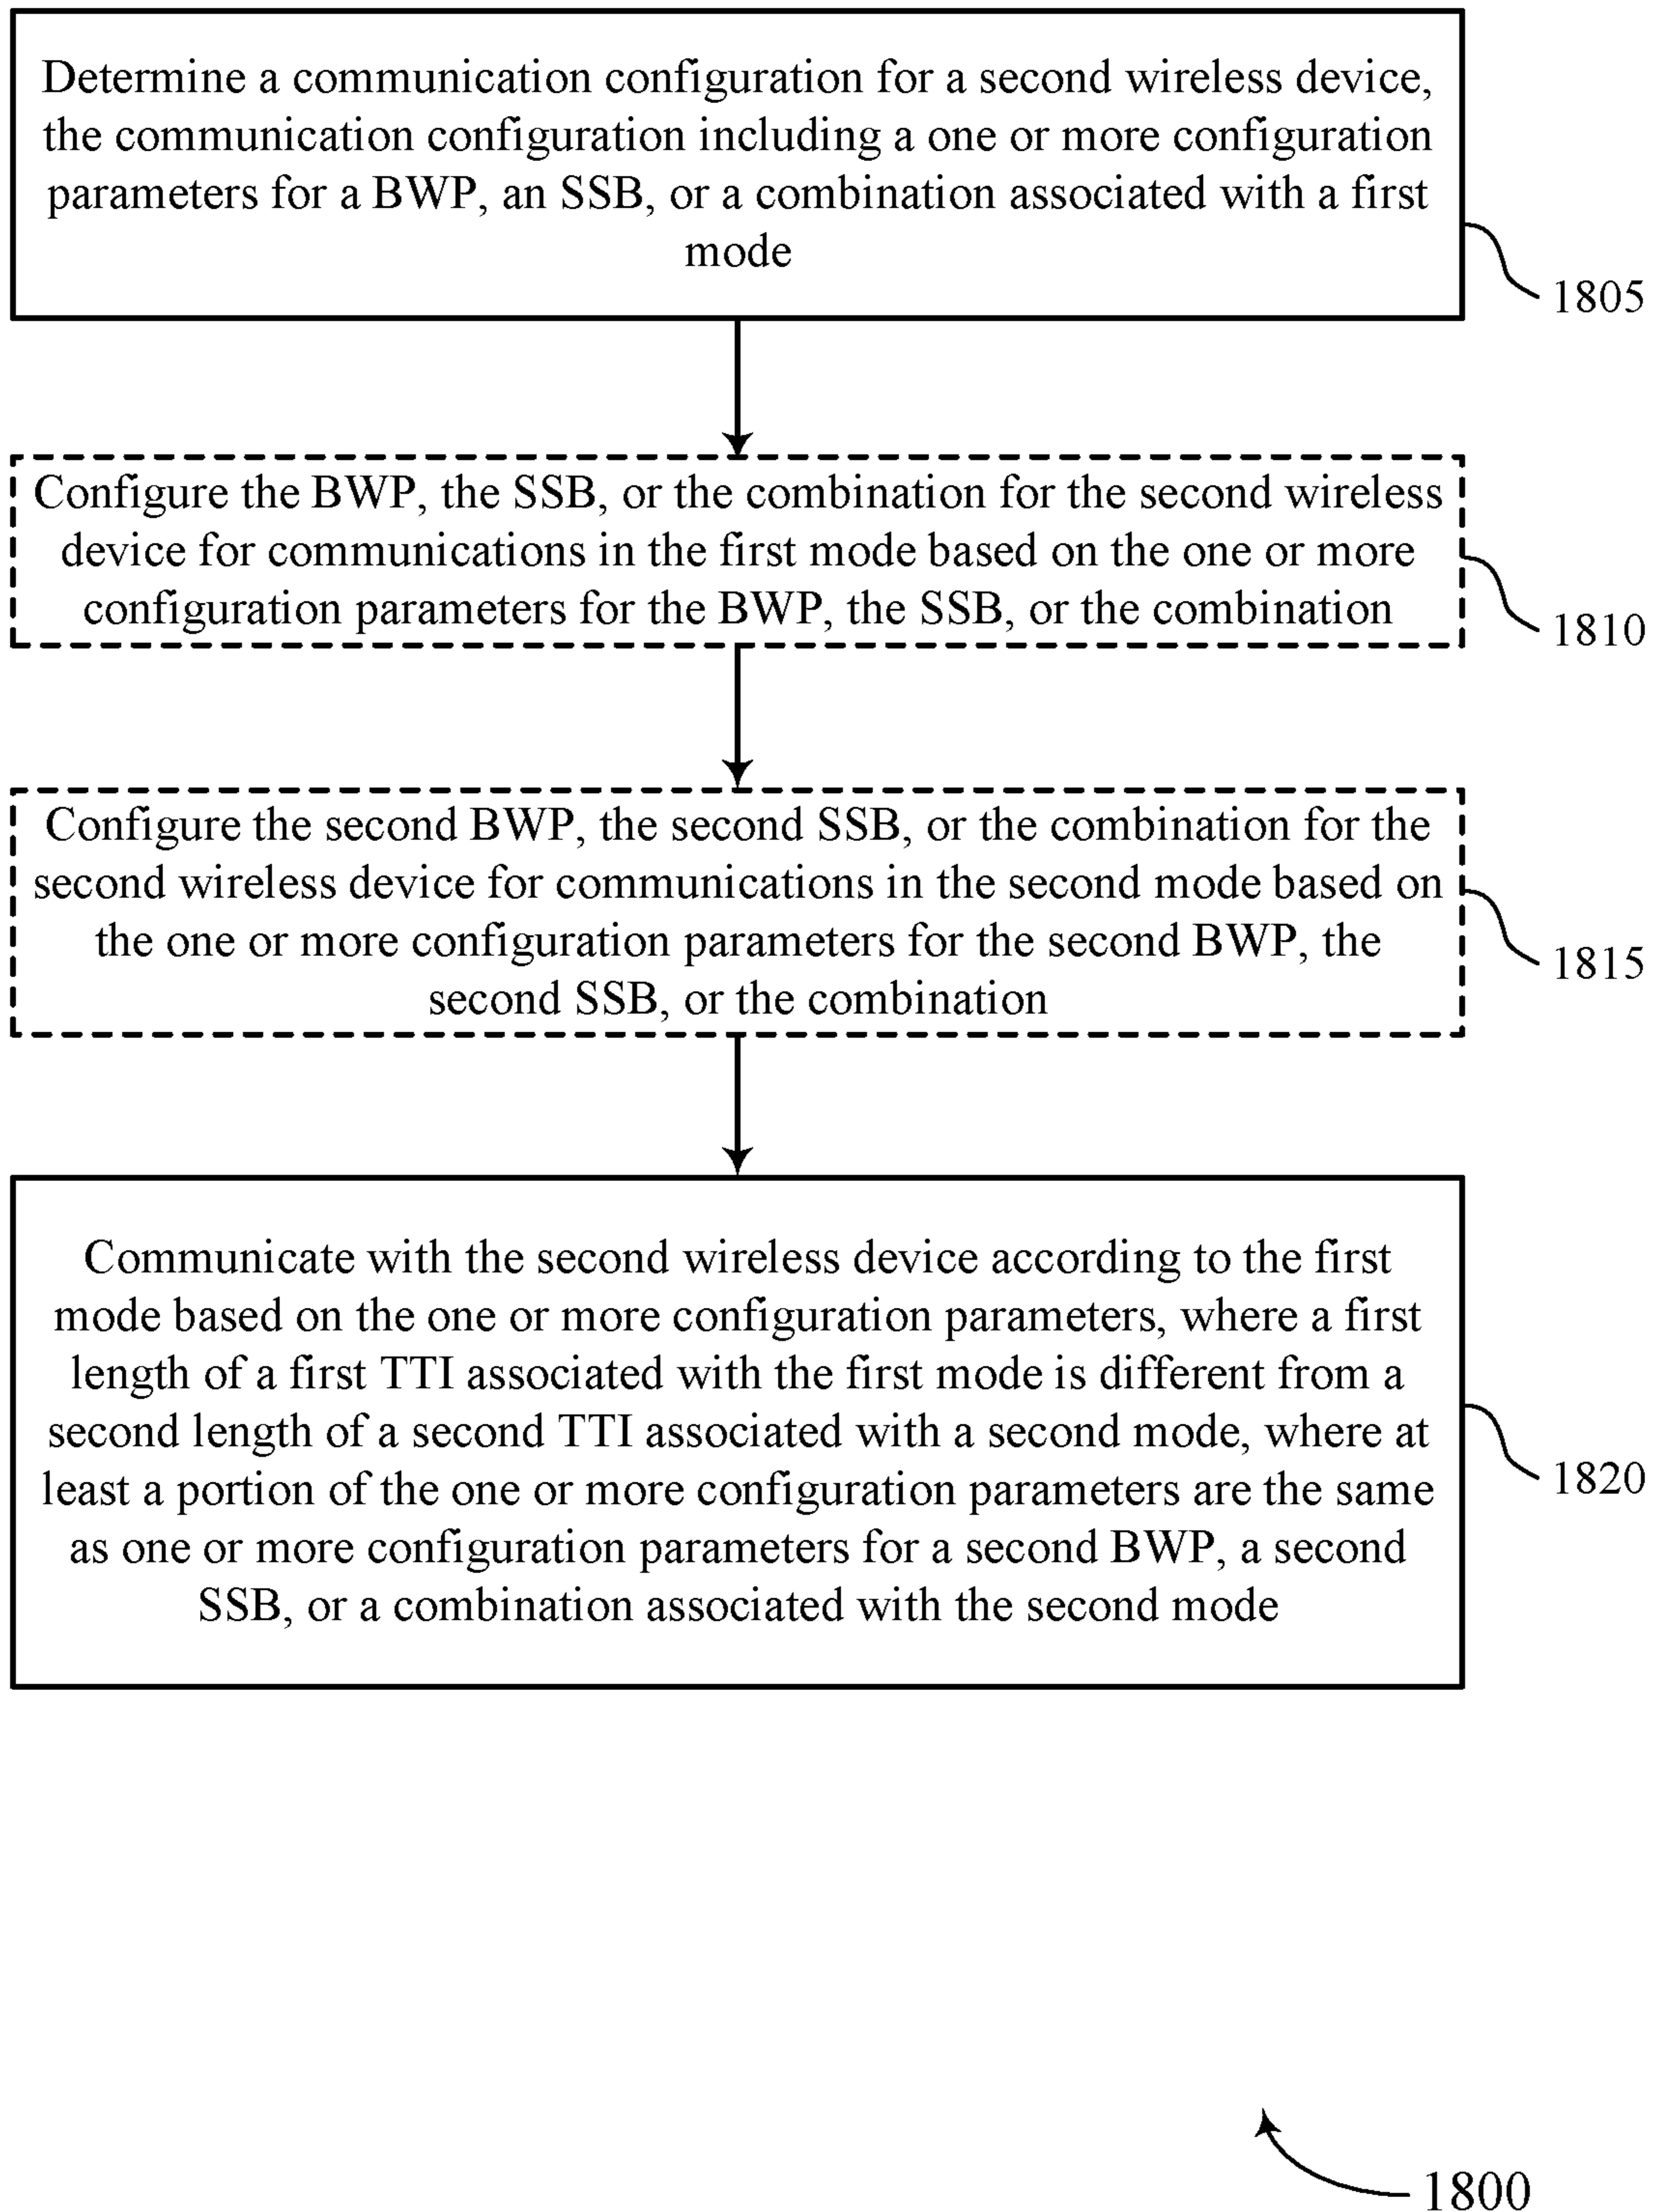 Determine a communication configuration for a second wireless device,
the communication configuration including a one or more configuration
parameters for a BWP, an SSB, or a combination associated with a first
mode
1805
Configure the BWP, the SSB, or the combination for the second wireless
device for communications in the first mode based on the one or more
configuration parameters for the BWP, the SSB, or the combination
1810
Configure the second BWP, the second SSB, or the combination for the
second wireless device for communications in the second mode based on
the one or more configuration parameters for the second BWP, the
second SSB, or the combination
1815
Communicate with the second wireless device according to the first
mode based on the one or more configuration parameters, where a first
length of a first TTI associated with the first mode is different from a
second length of a second TTI associated with a second mode, where at
least a portion of the one or more configuration parameters are the same
as one or more configuration parameters for a second BWP, a second
SSB, or a combination associated with the second mode
1820
1800